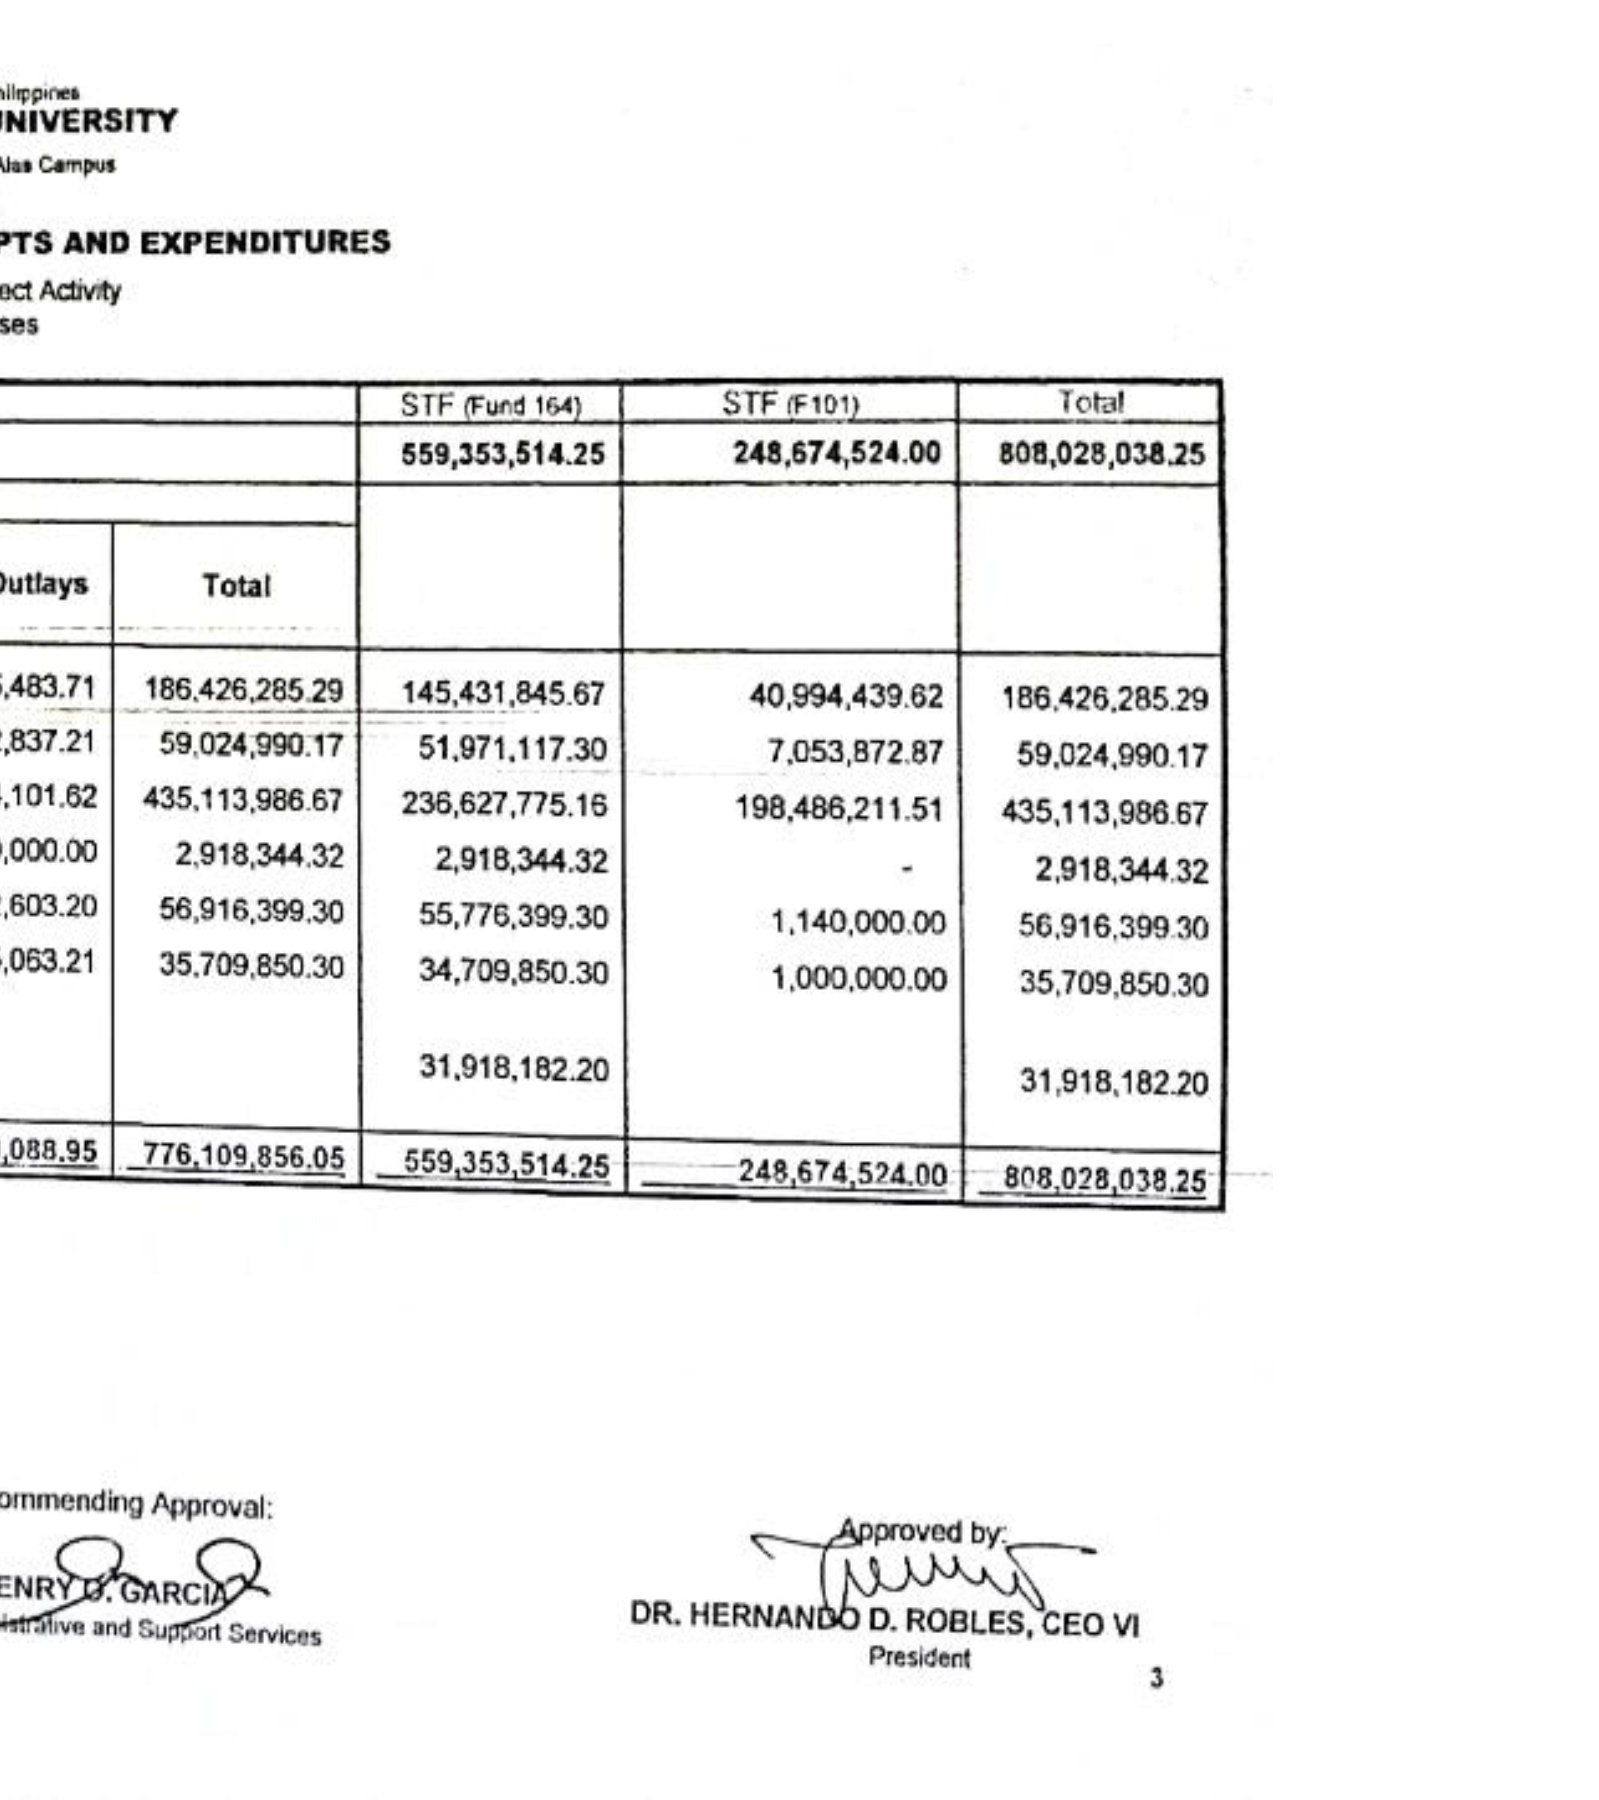 hilippines
UNIVERSITY
Alas Campus
PTS AND EXPENDITURES
ect Activity
ses
STF (Fund 164) STF (F101) Total
559,353,514.25 248,674,524.00 808,028,038.25
Outlays Total
,483.71 186,426,285.29 145,431,845.67 40,994,439.62 186,426,285.29
,837.21 59,024,990.17 51,971,117.30 7,053,872.87 59,024,990.17
,101.62 435,113,986.67 236,627,775.16 198,486,211.51 435,113,986.67
,000.00 2,918,344.32 2,918,344.32 - 2,918,344.32
,603.20 56,916,399.30 55,776,399.30 1,140,000.00 56,916,399.30
,063.21 35,709,850.30 34,709,850.30 1,000,000.00 35,709,850.30
31,918,182.20 31,918,182.20
,088.95 776,109,856.05 559,353,514.25 248,674,524.00 808,028,038.25
ommending Approval:
ENRY D. GARCIA
istrative and Support Services
Approved by:
DR. HERNANDO D. ROBLES, CEO VI
President
3